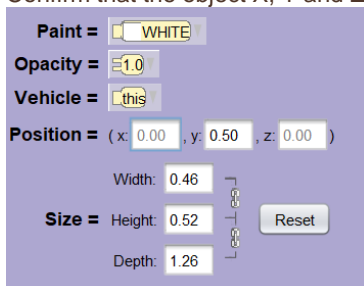 Confirm that the object X, Y and Z
Paint = WHITE
Opacity = 1.0
Vehicle = this
Position = ( x: 0.00 , y: 0.50 , z: 0.00 )
Width: 0.46
Size = Height: 0.52 Reset
Depth: 1.26